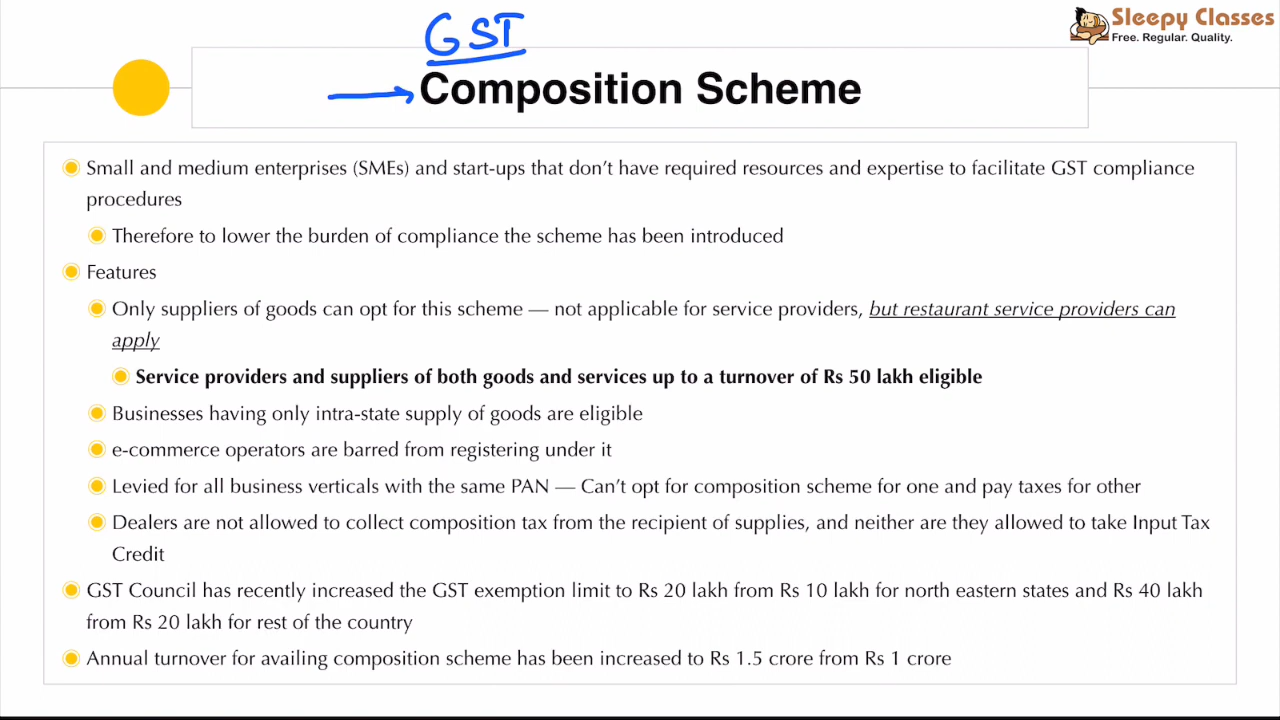 Sleepy Classes
Free. Regular. Quality.
GST
Composition Scheme
Small and medium enterprises (SMEs) and start-ups that don't have required resources and expertise to facilitate GST compliance
procedures
Therefore to lower the burden of compliance the scheme has been introduced
Features
Only suppliers of goods can opt for this scheme — not applicable for service providers, but restaurant service providers can
apply
Service providers and suppliers of both goods and services up to a turnover of Rs 50 lakh eligible
Businesses having only intra-state supply of goods are eligible
e-commerce operators are barred from registering under it
Levied for all business verticals with the same PAN — Can't opt for composition scheme for one and pay taxes for other
Dealers are not allowed to collect composition tax from the recipient of supplies, and neither are they allowed to take Input Tax
Credit
GST Council has recently increased the GST exemption limit to Rs 20 lakh from Rs 10 lakh for north eastern states and Rs 40 lakh
from Rs 20 lakh for rest of the country
Annual turnover for availing composition scheme has been increased to Rs 1.5 crore from Rs 1 crore